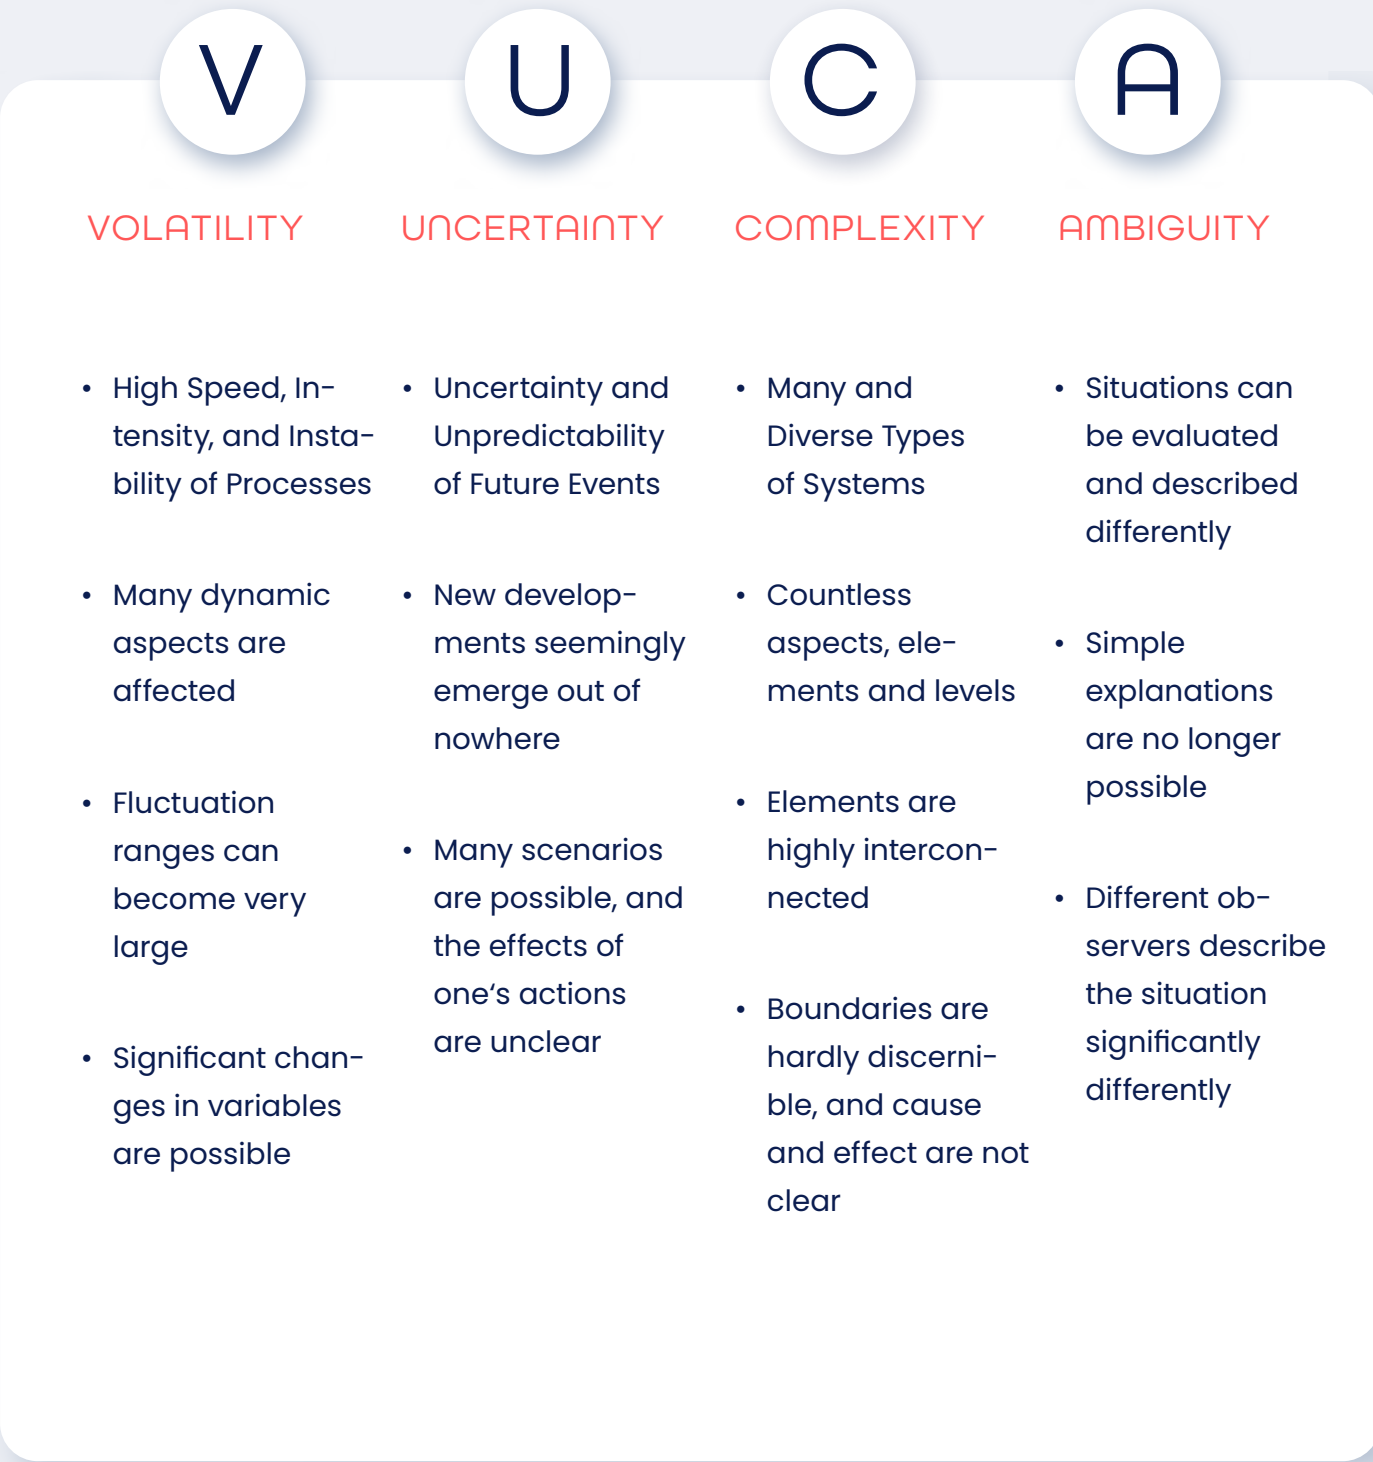 V
U
C
A
VOLATILITY
UNCERTAINTY
COMPLEXITY
AMBIGUITY
• High Speed, In-
tensity, and Insta-
bility of Processes
• Many dynamic
aspects are
affected
• Fluctuation
ranges can
become very
large
• Significant chan-
ges in variables
are possible
• Uncertainty and
Unpredictability
of Future Events
• New develop-
ments seemingly
emerge out of
nowhere
• Many scenarios
are possible, and
the effects of
one‘s actions
are unclear
• Many and
Diverse Types
of Systems
• Countless
aspects, ele-
ments and levels
• Elements are
highly intercon-
nected
• Boundaries are
hardly discerni-
ble, and cause
and effect are not
clear
• Situations can
be evaluated
and described
differently
• Simple
explanations
are no longer
possible
• Different ob-
servers describe
the situation
significantly
differently